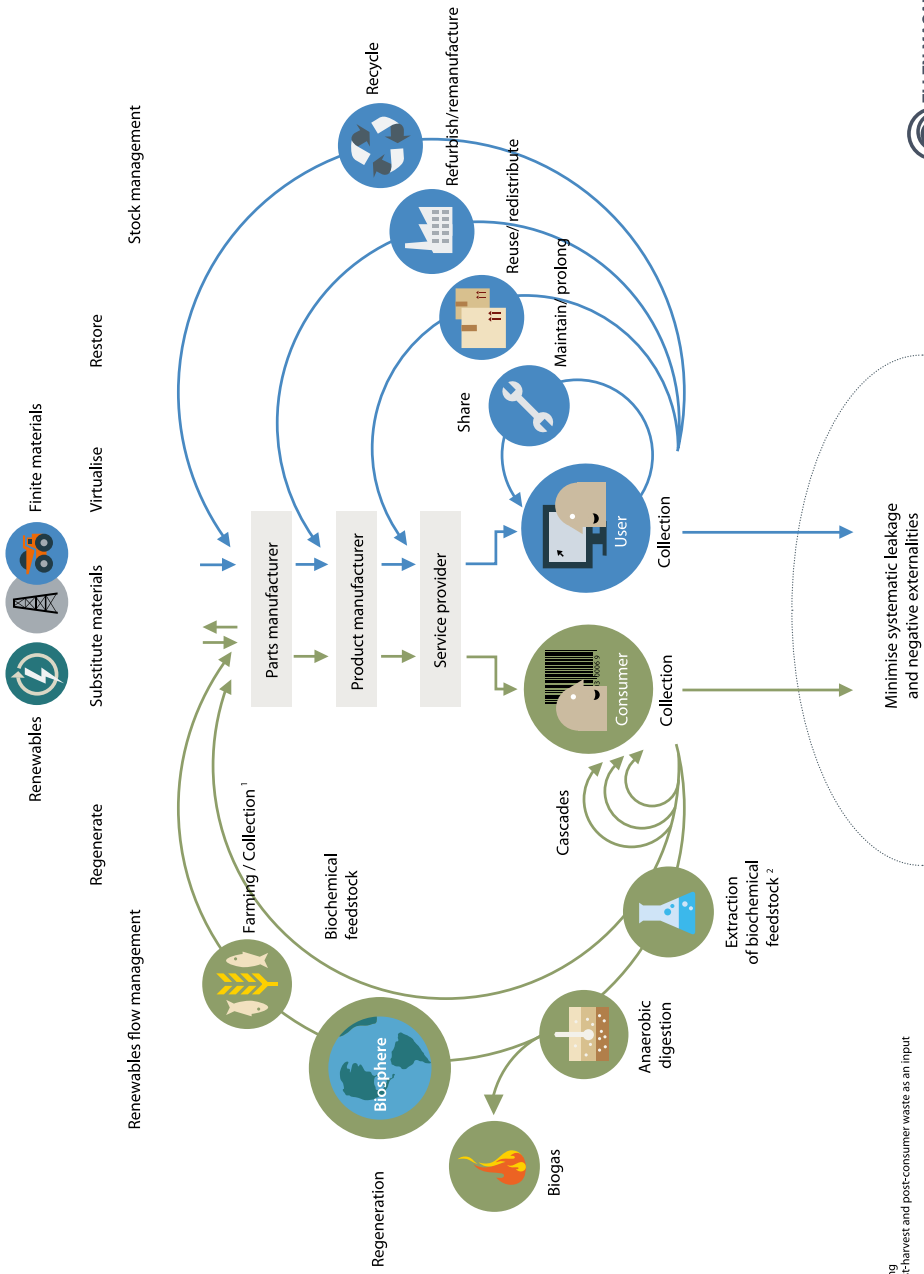 Renewables
Finite materials
Regenerate
Substitute materials
Virtualise
Restore
Renewables flow management
Stock management
Farming / Collection 1
Biochemical
feedstock
Regeneration
Biosphere
Biogas
Anaerobic
digestion
Extraction
of biochemical
feedstock 2
Cascades
Parts manufacturer
Product manufacturer
Service provider
Consumer
User
Collection
Collection
Share
Maintain/ prolong
Reuse/ redistribute
Refurbish/remanufacture
Recycle
Minimise systematic leakage
and negative externalities
t-harvest and post-consumer waste as an input